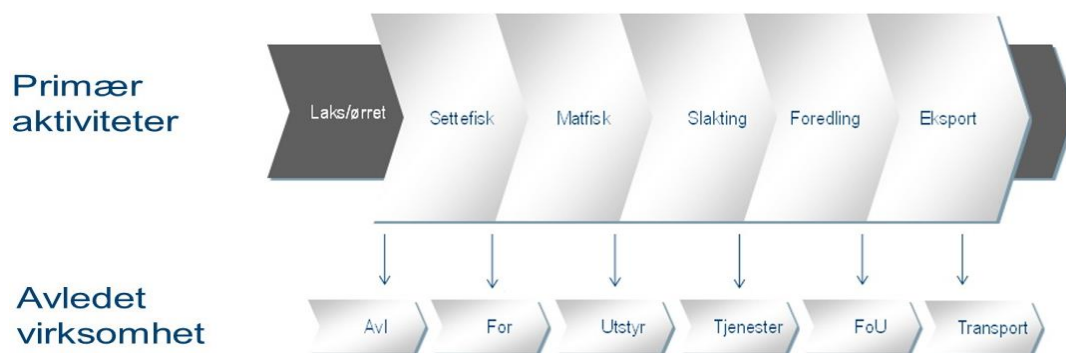 Primær
aktiviteter
Laks/ørret
Settefisk
Matfisk
Slakting
Foredling
Eksport
Avledet
virksomhet
Avl
For
Utstyr
Tjenester
FoU
Transport